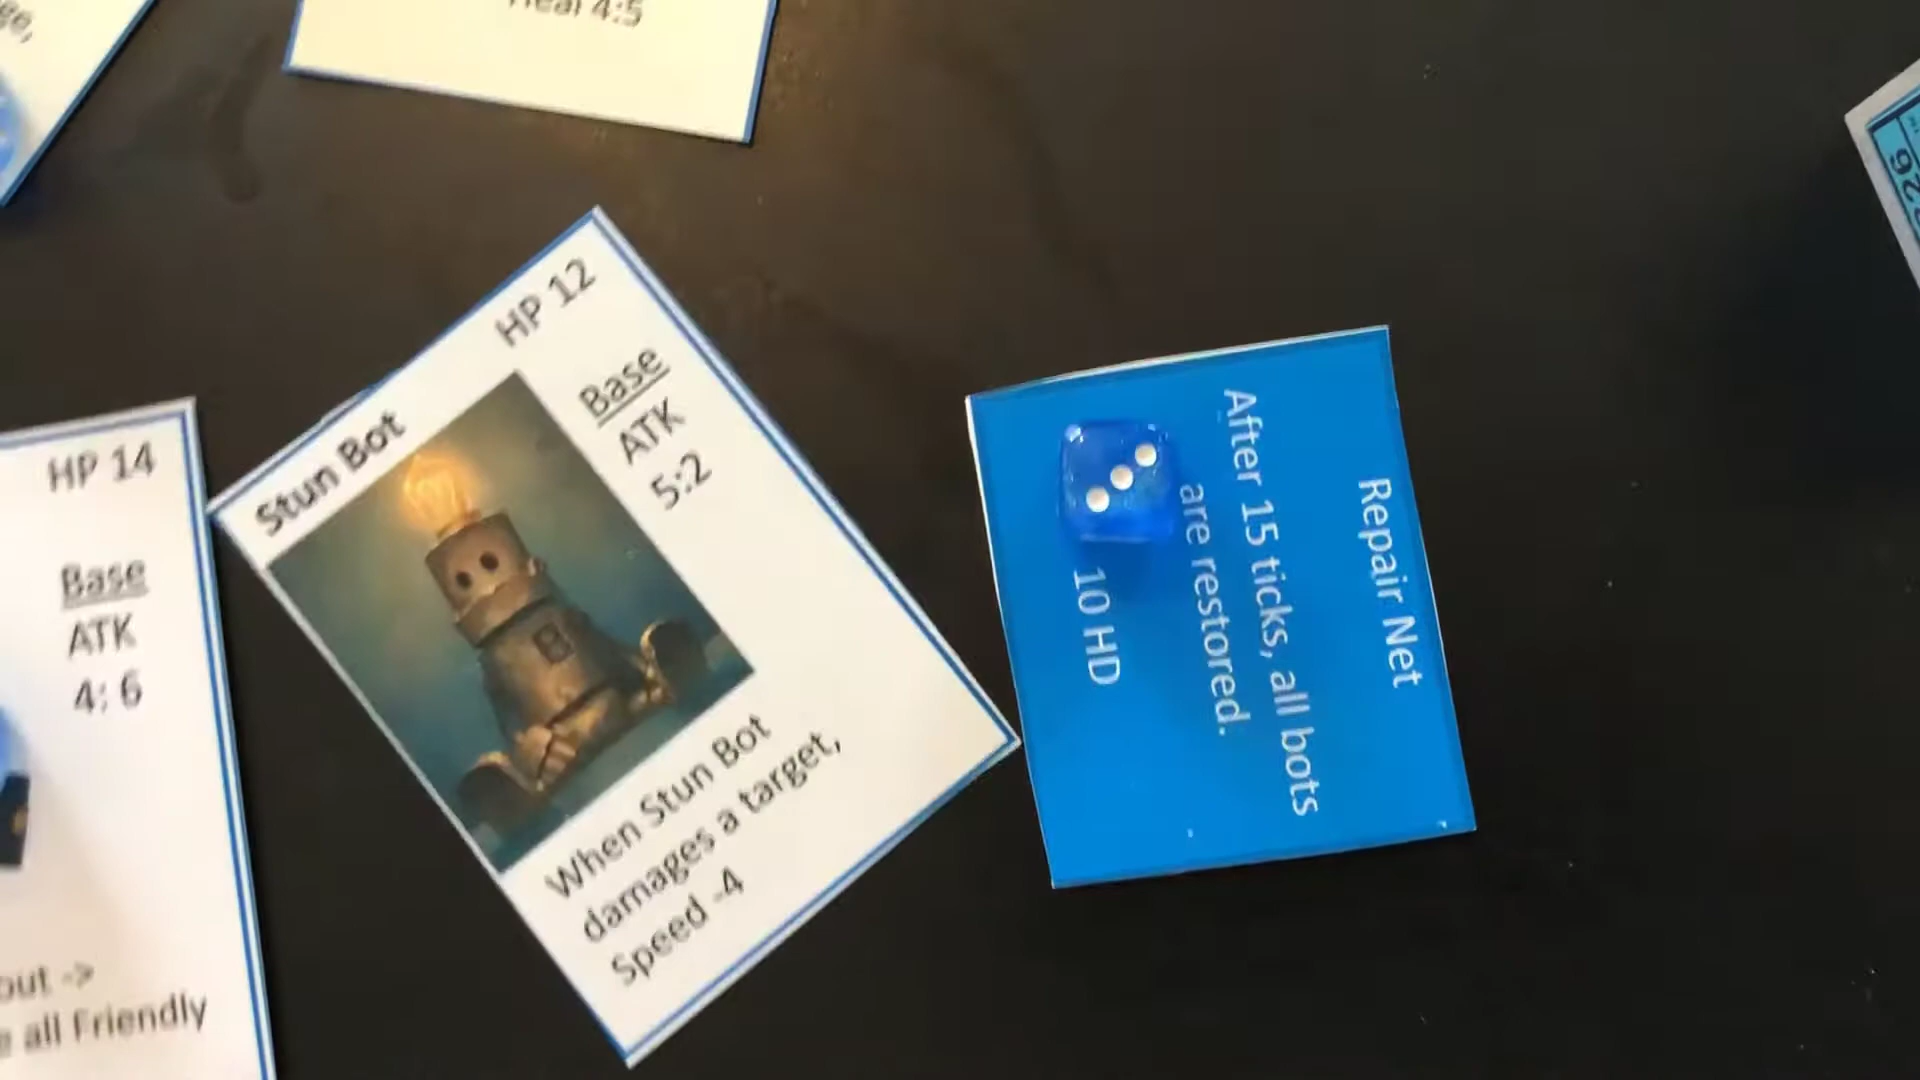 Heal 4:5
HP 14
Base
ATK
4: 6
out ->
all Friendly
Stun Bot
HP 12
Base
ATK
5:2
8
When Stun Bot
damages a target,
Speed -4
Repair Net
After 15 ticks, all bots
are restored.
10 HD